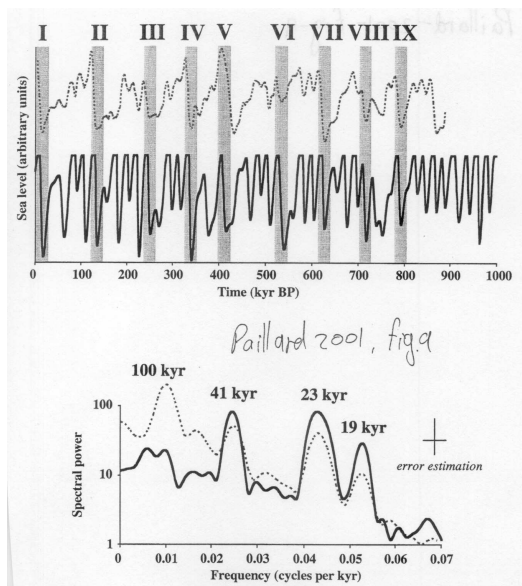 I II III IV V VI VII VIII IX
Sea level (arbitrary units)
0 100 200 300 400 500 600 700 800 900 1000
Time (kyr BP)
Paillard 2001, fig.9
100 kyr
41 kyr
23 kyr
19 kyr
error estimation
Spectral power
100
10
1
0 0.01 0.02 0.03 0.04 0.05 0.06 0.07
Frequency (cycles per kyr)